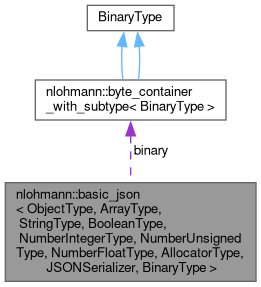 BinaryType
nlohmann::byte_container
_with_subtype< BinaryType >
binary
nlohmann::basic_json
< ObjectType, ArrayType,
StringType, BooleanType,
NumberIntegerType, NumberUnsigned
Type, NumberFloatType, AllocatorType,
JSONSerializer, BinaryType >